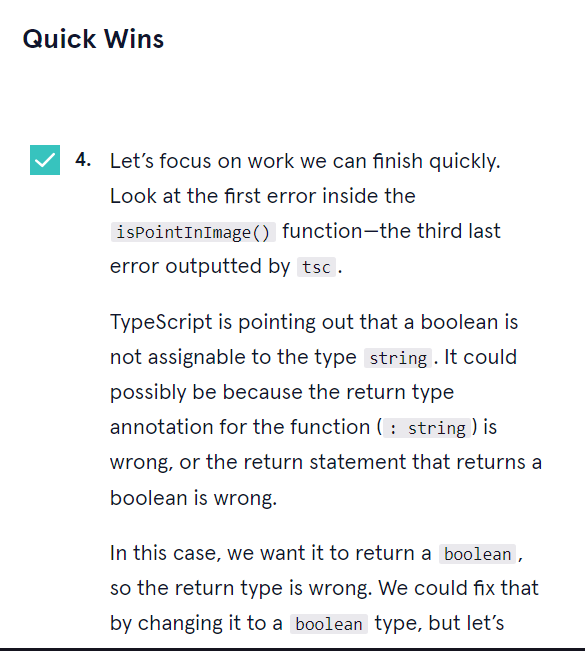 Quick Wins
4. Let’s focus on work we can finish quickly.
Look at the first error inside the
isPointInImage() function—the third last
error outputted by tsc.
TypeScript is pointing out that a boolean is
not assignable to the type string. It could
possibly be because the return type
annotation for the function (: string) is
wrong, or the return statement that returns a
boolean is wrong.
In this case, we want it to return a boolean,
so the return type is wrong. We could fix that
by changing it to a boolean type, but let’s